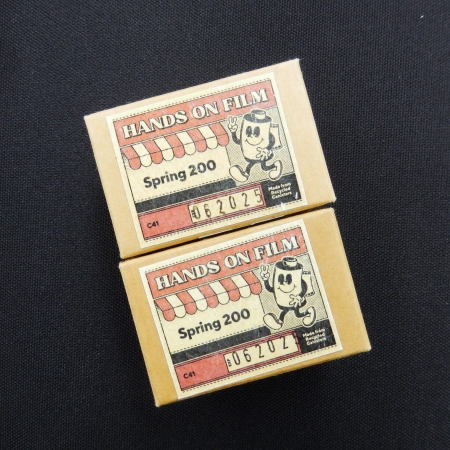 HANDS ON FILM
Spring 200
C41
062025
Made from
Recycled
Canisters
HANDS ON FILM
Spring 200
C41
06202
Made from
Recycled
Canisters